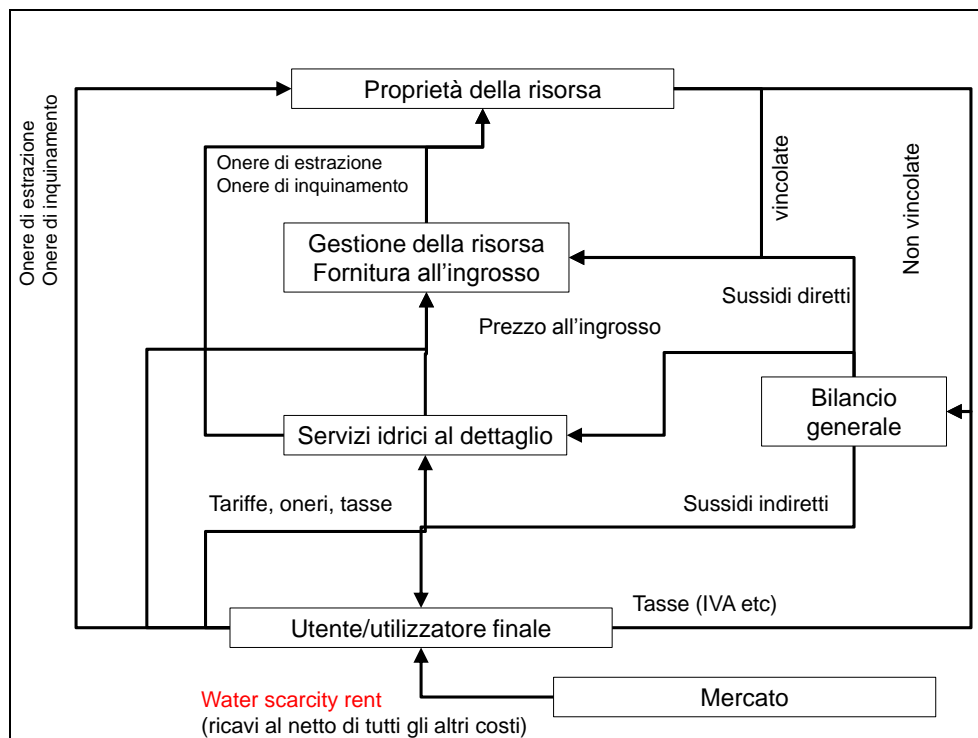 Proprietà della risorsa
Onere di estrazione
Onere di inquinamento
Onere di estrazione
Onere di inquinamento
vincolate
Non vincolate
Gestione della risorsa
Fornitura all'ingrosso
Sussidi diretti
Prezzo all'ingrosso
Bilancio
generale
Servizi idrici al dettaglio
Tariffe, oneri, tasse
Sussidi indiretti
Tasse (IVA etc)
Utente/utilizzatore finale
Water scarcity rent
(ricavi al netto di tutti gli altri costi)
Mercato